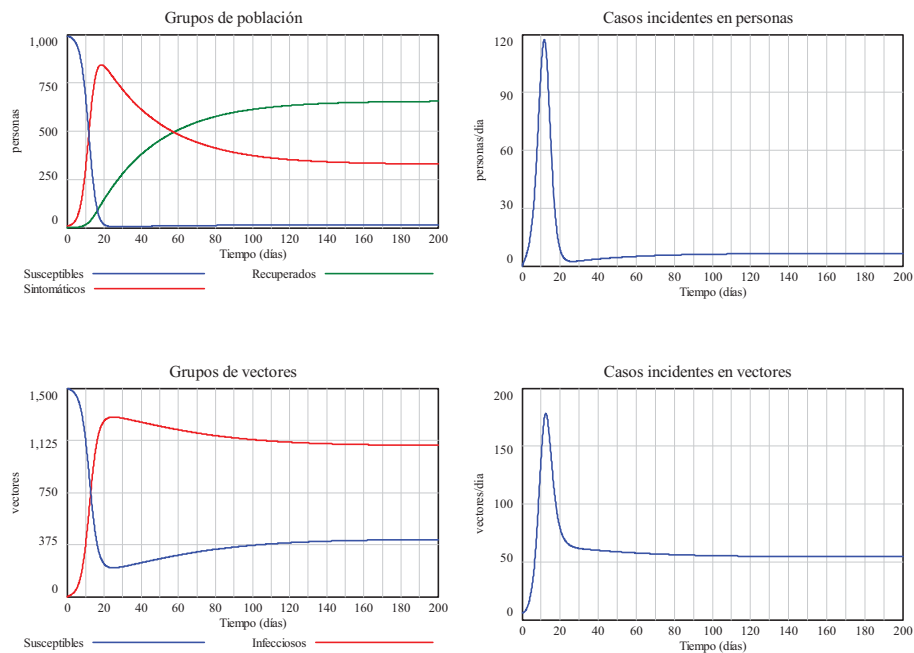 Grupos de población
1,000
750
500
250
0
personas
0 20 40 60 80 100 120 140 160 180 200
Tiempo (días)
Susceptibles
Recuperados
Sintomáticos
Casos incidentes en personas
120
90
60
30
0
personas/día
0 20 40 60 80 100 120 140 160 180 200
Tiempo (días)
Grupos de vectores
1,500
1,125
750
375
0
vectores
0 20 40 60 80 100 120 140 160 180 200
Tiempo (días)
Susceptibles
Infecciosos
Casos incidentes en vectores
200
150
100
50
0
vectores/día
0 20 40 60 80 100 120 140 160 180 200
Tiempo (días)